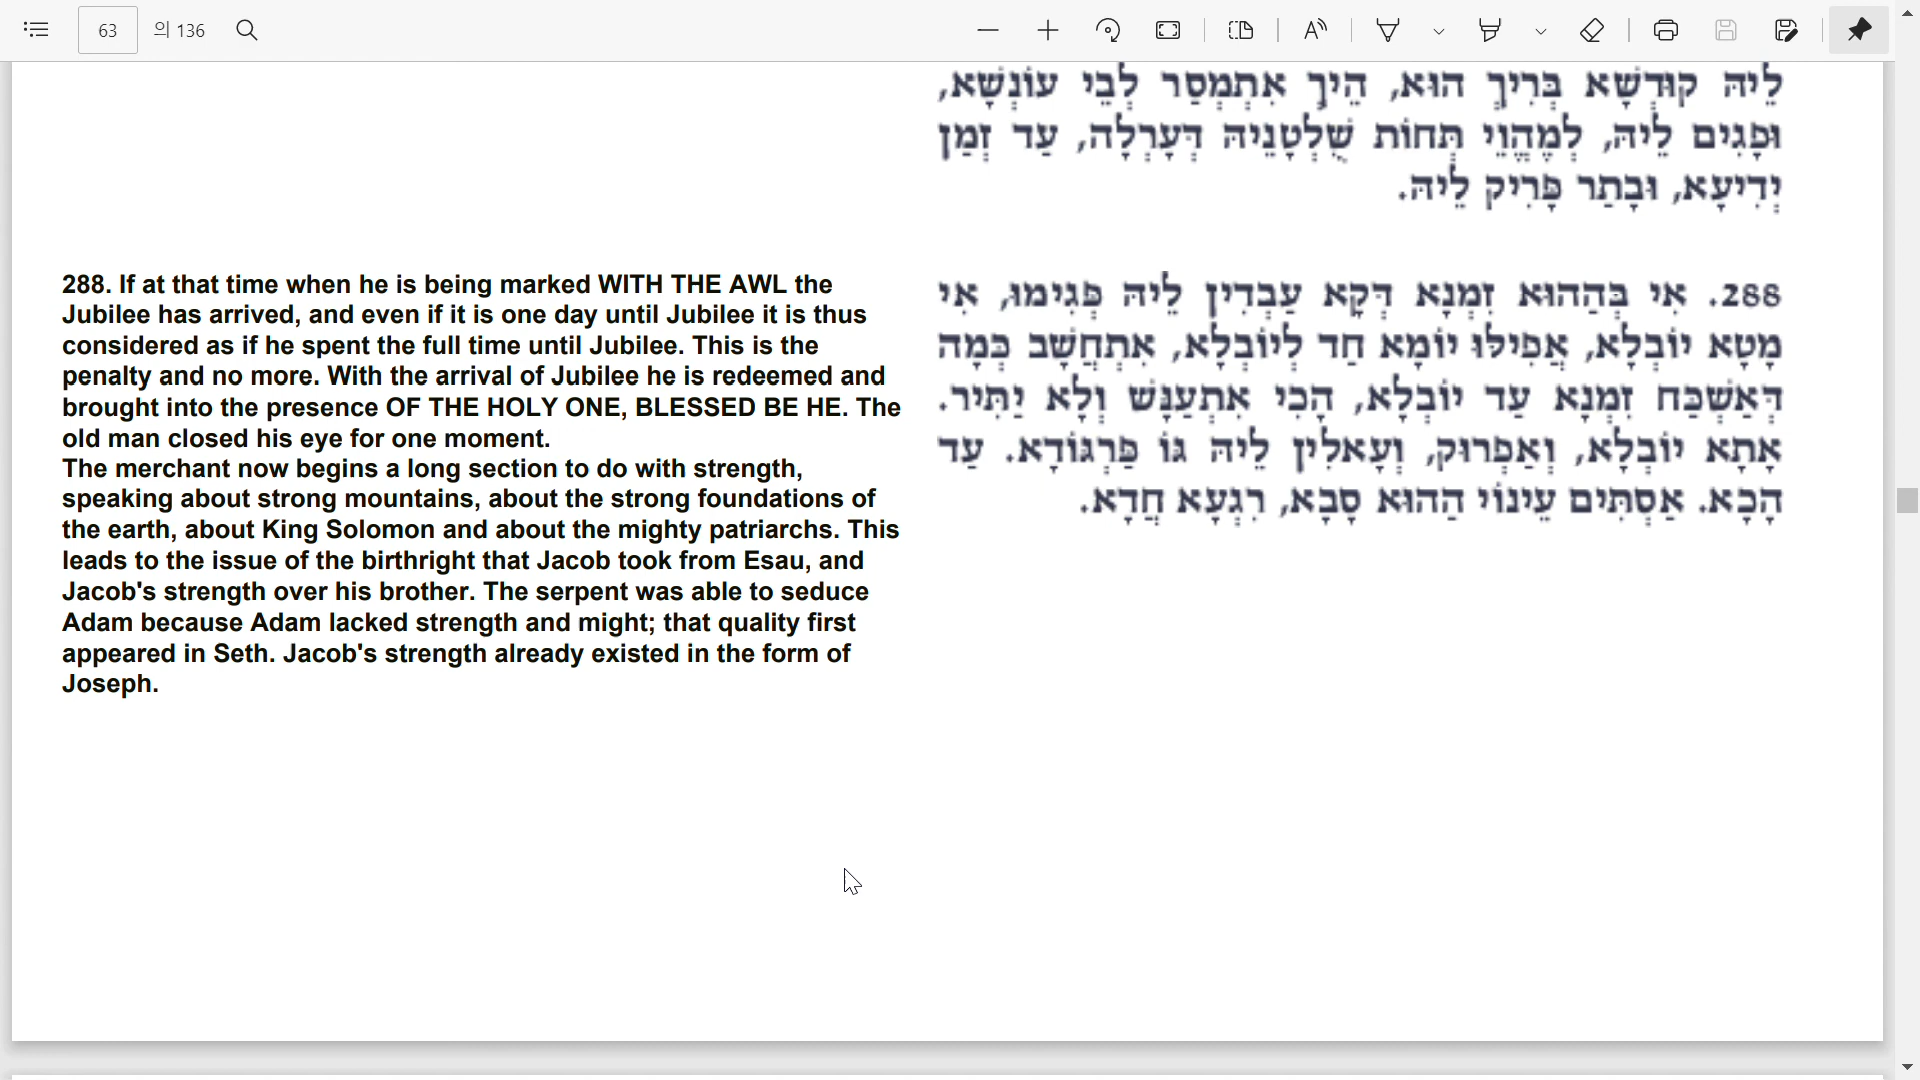 63
의 136
לֵיהּ קוּדְשָׁא בְּרִיךְ הוּא, הֵיךְ אִתְמְסַר לְבֵי עוֹנְשָׁא,
וּפָגִים לֵיהּ, לְמֶהֱוֵי תְּחוֹת שֻׁלְטָנֵיהּ דְּעָרְלָה, עַד זְמַן
יְדִיעָא, וּבָתַר פָּרִיק לֵיהּ.
288. If at that time when he is being marked WITH THE AWL the
Jubilee has arrived, and even if it is one day until Jubilee it is thus
considered as if he spent the full time until Jubilee. This is the
penalty and no more. With the arrival of Jubilee he is redeemed and
brought into the presence OF THE HOLY ONE, BLESSED BE HE. The
old man closed his eye for one moment.
The merchant now begins a long section to do with strength,
speaking about strong mountains, about the strong foundations of
the earth, about King Solomon and about the mighty patriarchs. This
leads to the issue of the birthright that Jacob took from Esau, and
Jacob's strength over his brother. The serpent was able to seduce
Adam because Adam lacked strength and might; that quality first
appeared in Seth. Jacob's strength already existed in the form of
Joseph.
288. אִי בְּהַהוּא זִמְנָא דְּקָא עַבְדִין לֵיהּ פְּגִימוּ, אִי
מָטָא יוֹבְלָא, אֲפִילּוּ יוֹמָא חַד לְיוֹבְלָא, אִתְחֲשָׁב כְּמָה
דְּאַשְׁכַּח זִמְנָא עַד יוֹבְלָא, הָכִי אִתְעַנָּשׁ וְלָא יַתִּיר.
אָתָא יוֹבְלָא, וְאַפְרוּק, וְעָאלִין לֵיהּ גּוֹ פַּרְגּוֹדָא. עַד
הָכָא. אַסְתִּים עֵינוֹי הַהוּא סָבָא, רִגְעָא חֲדָא.